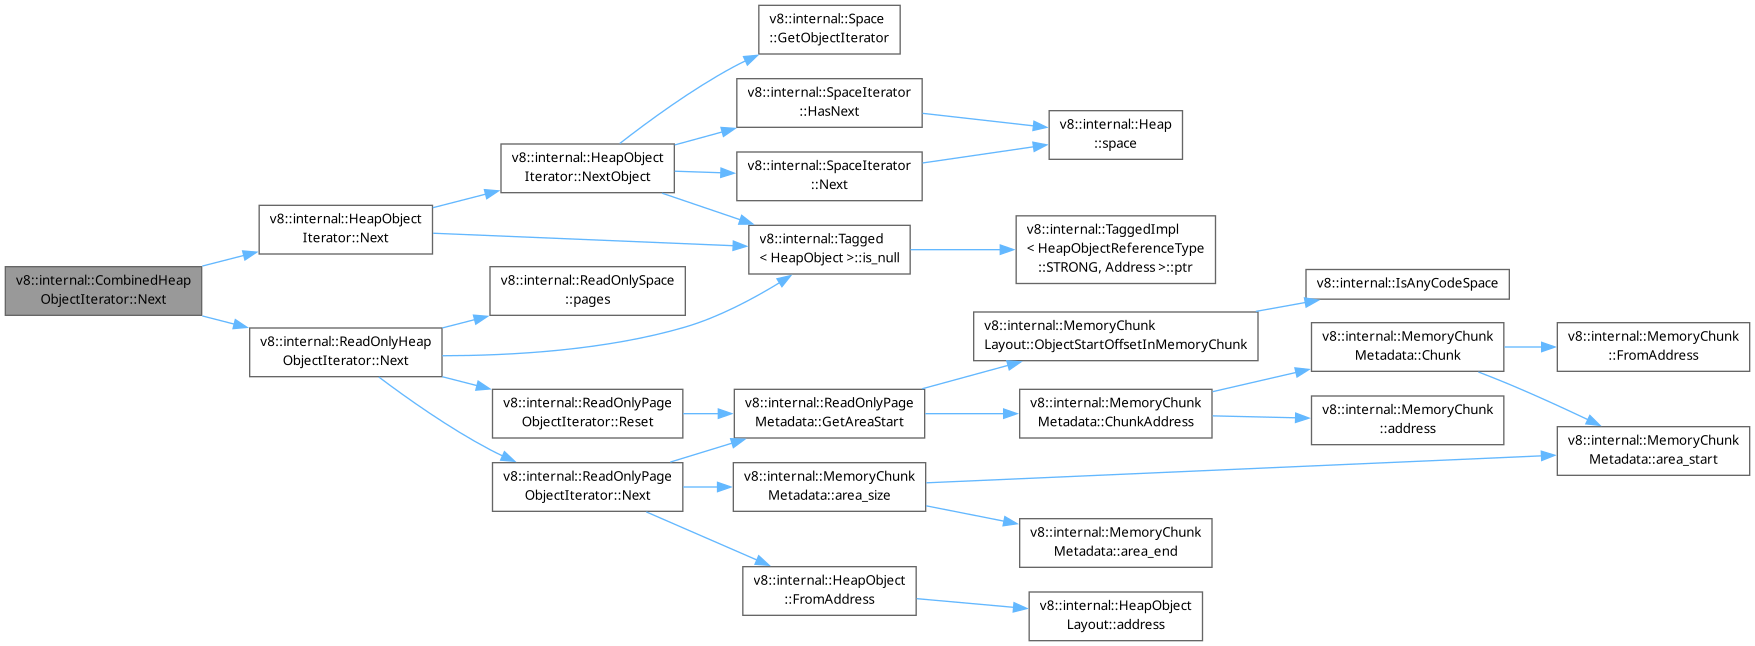 v8::internal::Space
::GetObjectIterator
v8::internal::SpaceIterator
::HasNext
v8::internal::Heap
::space
v8::internal::HeapObject
Iterator::NextObject
v8::internal::SpaceIterator
::Next
v8::internal::HeapObject
Iterator::Next
v8::internal::Tagged
< HeapObject >::is_null
v8::internal::TaggedImpl
< HeapObjectReferenceType
::STRONG, Address >::ptr
v8::internal::CombinedHeap
ObjectIterator::Next
v8::internal::ReadOnlySpace
::pages
v8::internal::IsAnyCodeSpace
v8::internal::ReadOnlyHeap
ObjectIterator::Next
v8::internal::MemoryChunk
Layout::ObjectStartOffsetInMemoryChunk
v8::internal::MemoryChunk
Metadata::Chunk
v8::internal::MemoryChunk
::FromAddress
v8::internal::ReadOnlyPage
ObjectIterator::Reset
v8::internal::ReadOnlyPage
Metadata::GetAreaStart
v8::internal::MemoryChunk
Metadata::ChunkAddress
v8::internal::MemoryChunk
::address
v8::internal::MemoryChunk
Metadata::area_start
v8::internal::ReadOnlyPage
ObjectIterator::Next
v8::internal::MemoryChunk
Metadata::area_size
v8::internal::MemoryChunk
Metadata::area_end
v8::internal::HeapObject
::FromAddress
v8::internal::HeapObject
Layout::address